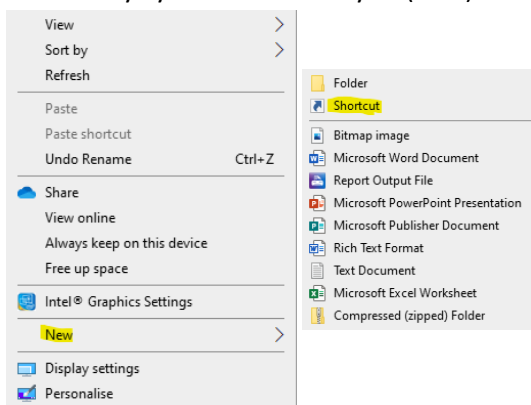 View
Sort by
Refresh
Paste
Paste shortcut
Undo Rename Ctrl+Z
Share
View online
Always keep on this device
Free up space
Intel® Graphics Settings
New
Display settings
Personalise
Folder
Shortcut
Bitmap image
Microsoft Word Document
Report Output File
Microsoft PowerPoint Presentation
Microsoft Publisher Document
Rich Text Format
Text Document
Microsoft Excel Worksheet
Compressed (zipped) Folder